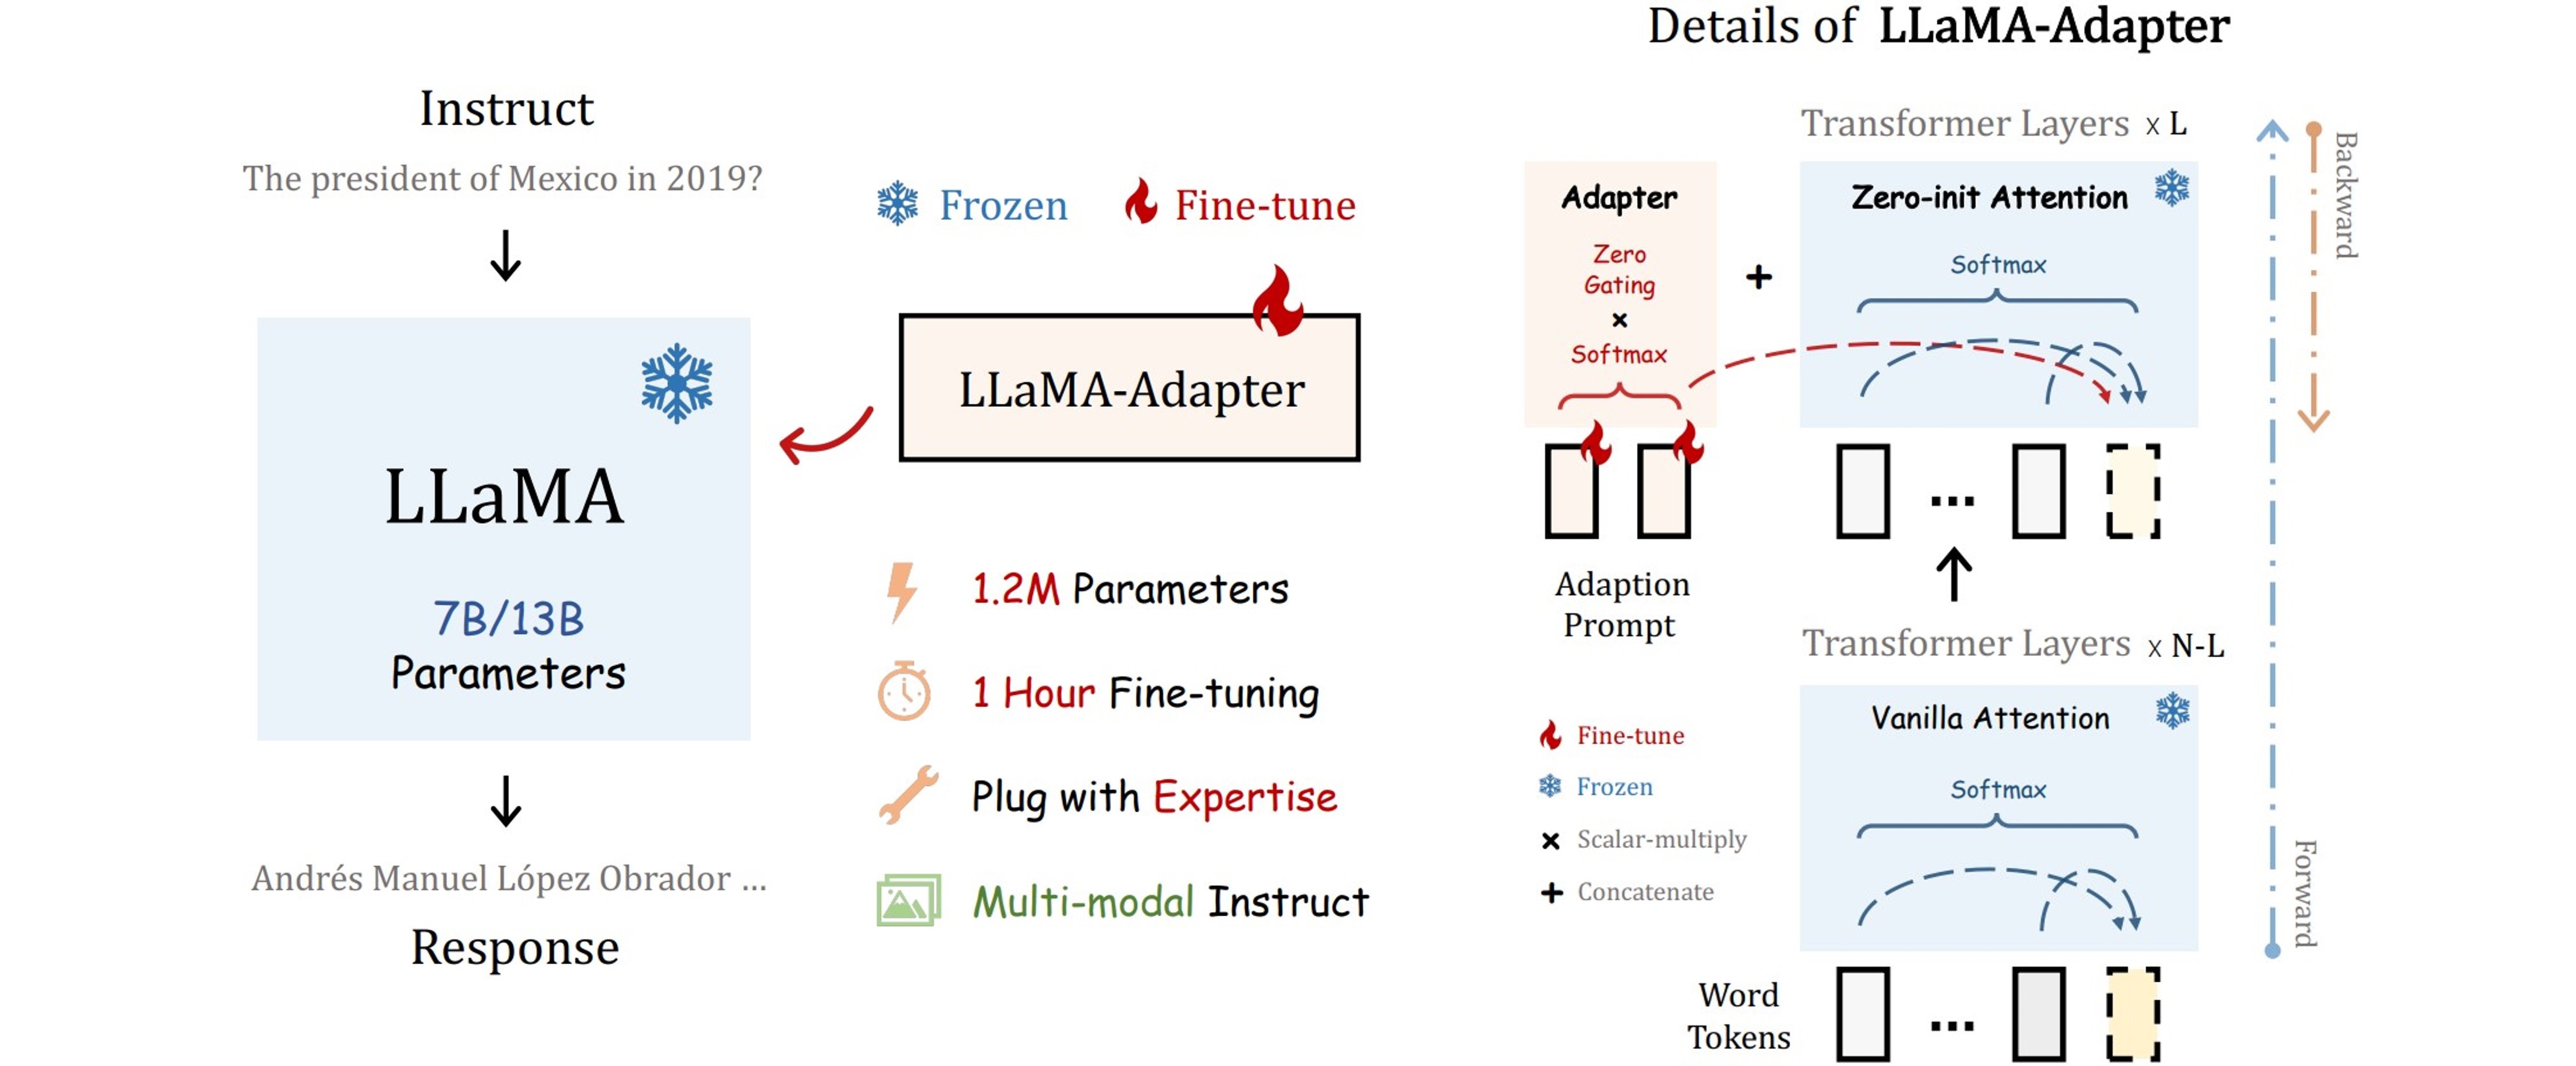 Instruct
The president of Mexico in 2019?
LLaMA
7B/13B
Parameters
Andrés Manuel López Obrador ...
Response
Frozen
Fine-tune
LLaMA-Adapter
1.2M Parameters
1 Hour Fine-tuning
Plug with Expertise
Multi-modal Instruct
Details of LLaMA-Adapter
Transformer Layers x L
Adapter
Zero
Gating
×
Softmax
+
Zero-init Attention
Softmax
...
Adaption
Prompt
Transformer Layers x N-L
Vanilla Attention
Softmax
Fine-tune
Frozen
× Scalar-multiply
+ Concatenate
Word
Tokens
...
Backward
Forward